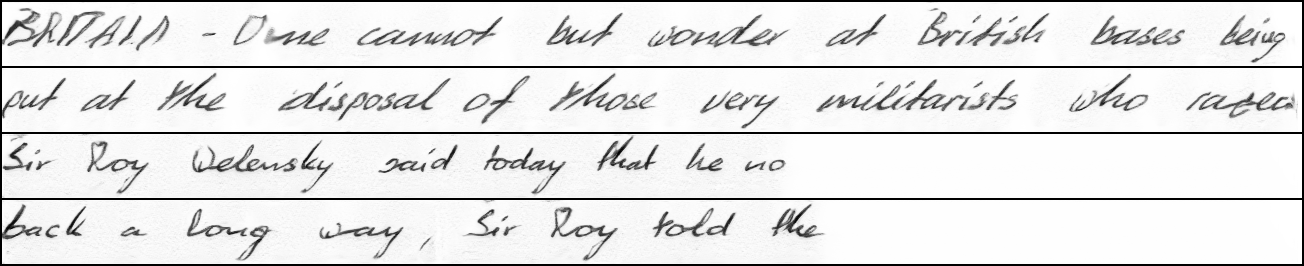 BRITAIN - One cannot but wonder at British bases being
put at the disposal of those very militarists who razed
Sir Roy Welensky said today that he no
back a long way, Sir Roy told the